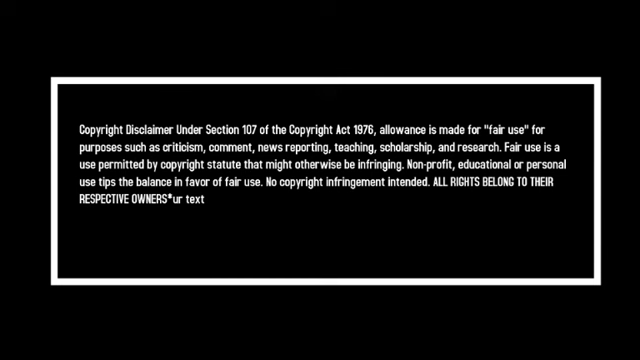 Copyright Disclaimer Under Section 107 of the Copyright Act 1976, allowance is made for "fair use" for
purposes such as criticism, comment, news reporting, teaching, scholarship, and research. Fair use is a
use permitted by copyright statute that might otherwise be infringing. Non-profit, educational or personal
use tips the balance in favor of fair use. No copyright infringement intended. ALL RIGHTS BELONG TO THEIR
RESPECTIVE OWNERS*ur text